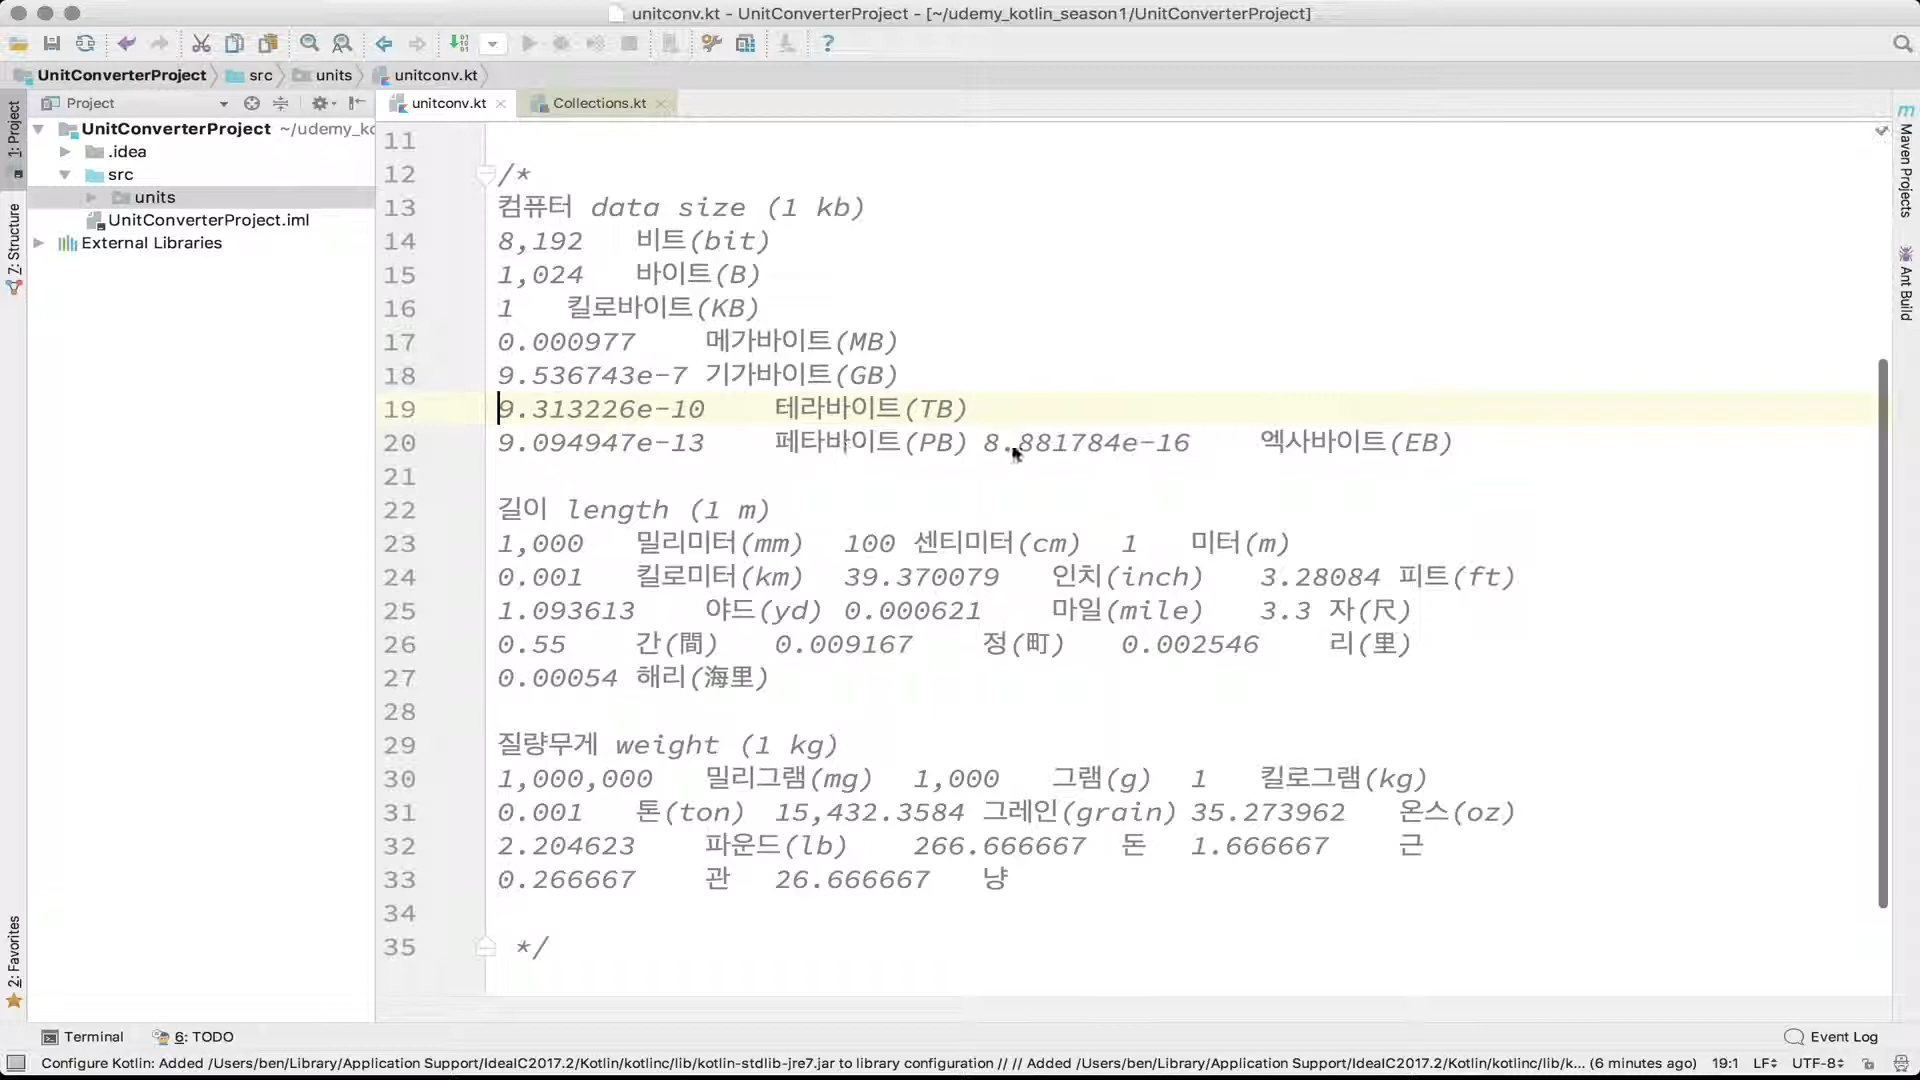 unitconv.kt - UnitConverterProject - [~/udemy_kotlin_season1/UnitConverterProject]
UnitConverterProject src units unitconv.kt
Project
unitconv.kt
Collections.kt
1: Project
Z: Structure
2: Favorites
UnitConverterProject ~/udemy_ko
.idea
src
units
UnitConverterProject.iml
External Libraries
11
12 /*
13 컴퓨터 data size (1 kb)
14 8,192 비트(bit)
15 1,024 바이트(B)
16 1 킬로바이트(KB)
17 0.000977 메가바이트(MB)
18 9.536743e-7 기가바이트(GB)
19 9.313226e-10 테라바이트(TB)
20 9.094947e-13 페타바이트(PB) 8.881784e-16 엑사바이트(EB)
21
22 길이 length (1 m)
23 1,000 밀리미터(mm) 100 센티미터(cm) 1 미터(m)
24 0.001 킬로미터(km) 39.370079 인치(inch) 3.28084 피트(ft)
25 1.093613 야드(yd) 0.000621 마일(mile) 3.3 자(尺)
26 0.55 간(間) 0.009167 정(町) 0.002546 리(里)
27 0.00054 해리(海里)
28
29 질량무게 weight (1 kg)
30 1,000,000 밀리그램(mg) 1,000 그램(g) 1 킬로그램(kg)
31 0.001 톤(ton) 15,432.3584 그레인(grain) 35.273962 온스(oz)
32 2.204623 파운드(lb) 266.666667 돈 1.666667 근
33 0.266667 관 26.666667 냥
34
35 */
Maven Projects
Ant Build
Terminal 6: TODO Event Log
Configure Kotlin: Added /Users/ben/Library/Application Support/IdeaIC2017.2/Kotlin/kotlinc/lib/kotlin-stdlib-jre7.jar to library configuration // // Added /Users/ben/Library/Application Support/IdeaIC2017.2/Kotlin/kotlinc/lib/k... (6 minutes ago) 19:1 LF UTF-8